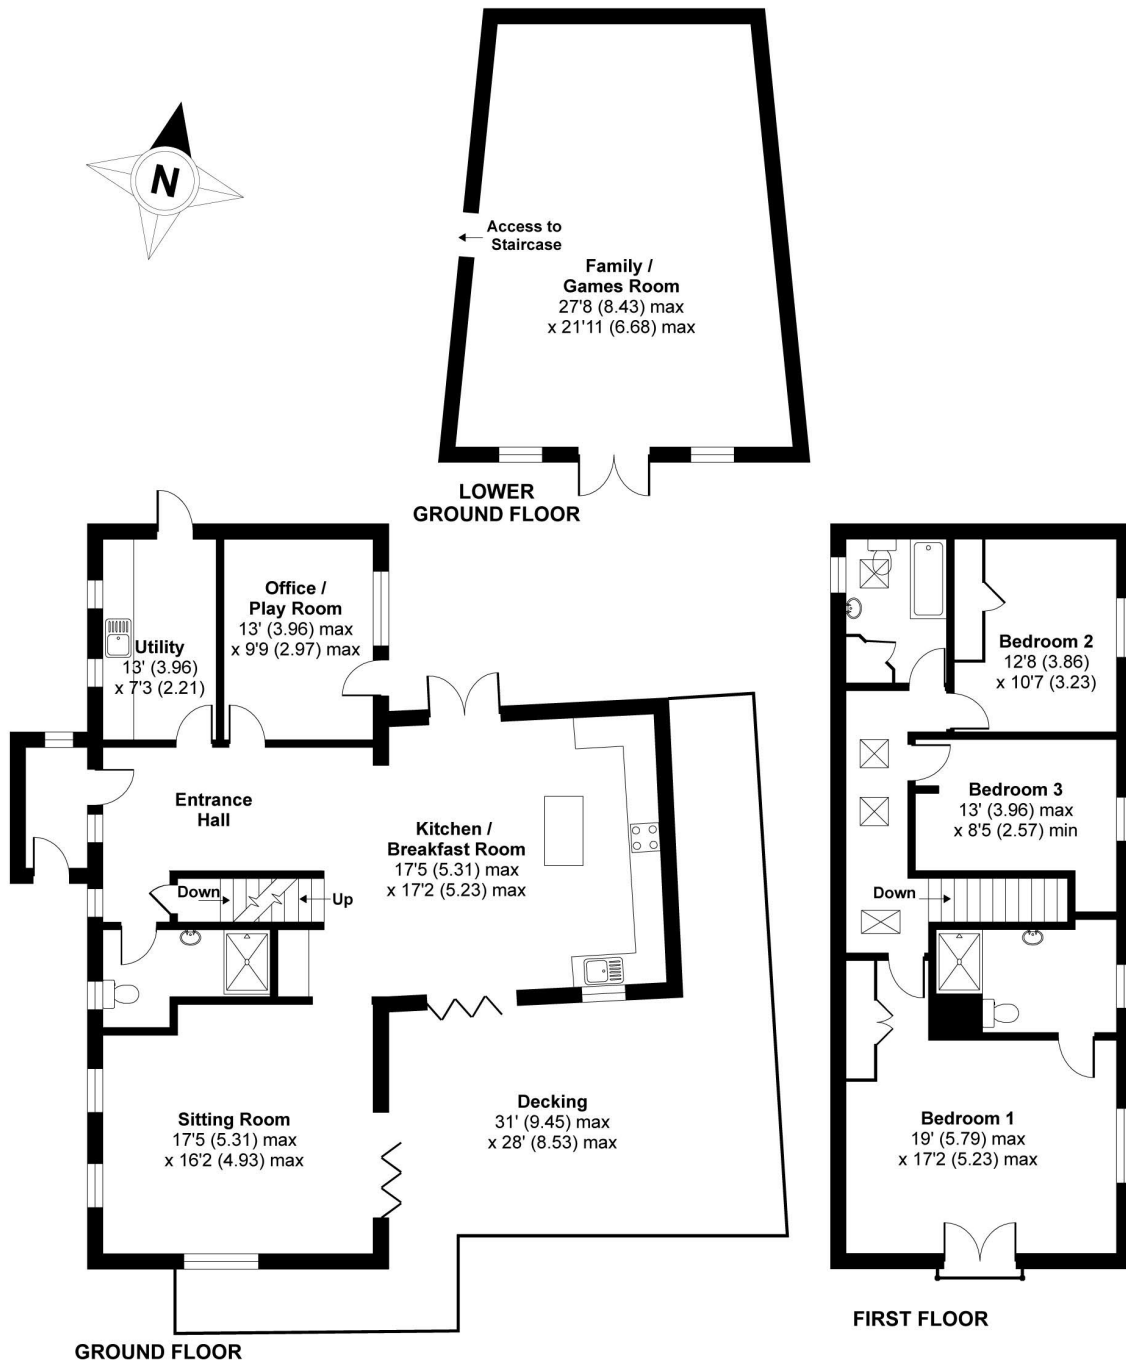 N
Access to
Staircase
Family /
Games Room
27'8 (8.43) max
x 21'11 (6.68) max
LOWER
GROUND FLOOR
Utility
13' (3.96)
x 7'3 (2.21)
Office /
Play Room
13' (3.96) max
x 9'9 (2.97) max
Entrance
Hall
Kitchen /
Breakfast Room
17'5 (5.31) max
x 17'2 (5.23) max
Down
Up
Sitting Room
17'5 (5.31) max
x 16'2 (4.93) max
Decking
31' (9.45) max
x 28' (8.53) max
GROUND FLOOR
Bedroom 2
12'8 (3.86)
x 10'7 (3.23)
Bedroom 3
13' (3.96) max
x 8'5 (2.57) min
Down
Bedroom 1
19' (5.79) max
x 17'2 (5.23) max
FIRST FLOOR